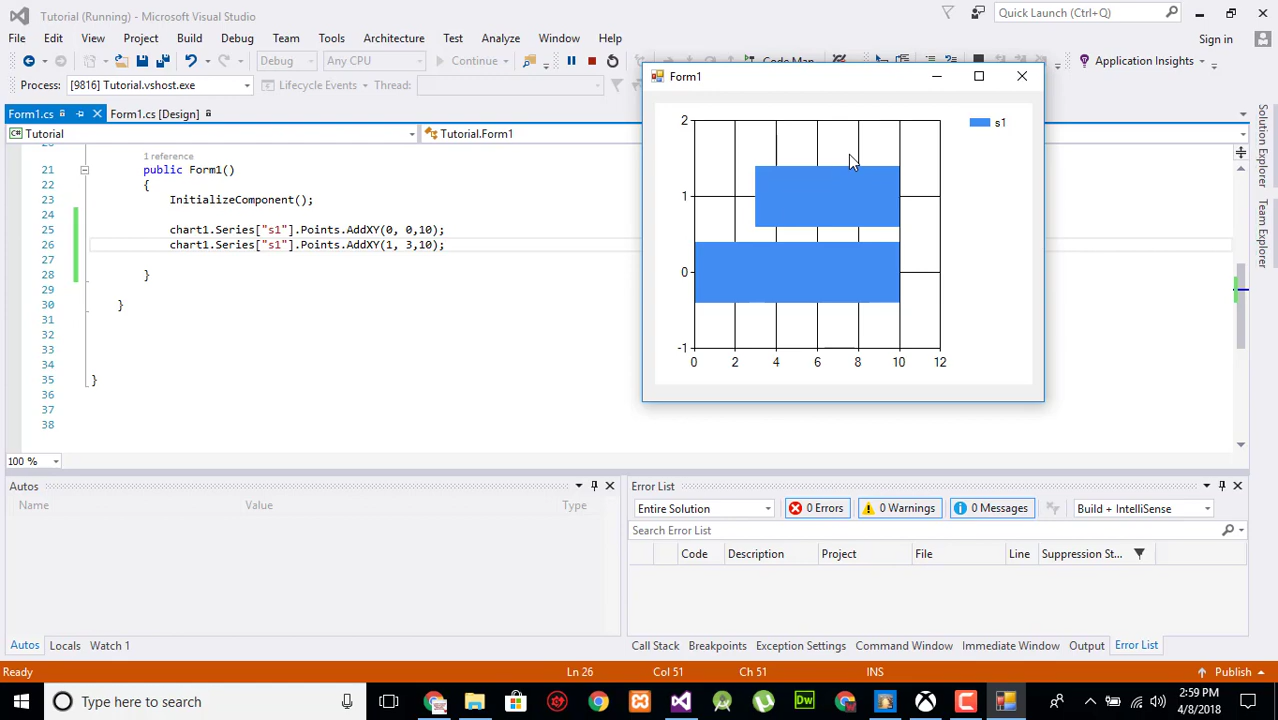 Tutorial (Running) - Microsoft Visual Studio
Quick Launch (Ctrl+Q)
File Edit View Project Build Debug Team Tools Architecture Test Analyze Window Help
Sign in
Debug Any CPU Continue Code Map
Process: [9816] Tutorial.vshost.exe Lifecycle Events Thread: Application Insights
Form1.cs Form1.cs [Design]
Tutorial Tutorial.Form1
1 reference
21 public Form1()
22 {
23 InitializeComponent();
24
25 chart1.Series["s1"].Points.AddXY(0, 0,10);
26 chart1.Series["s1"].Points.AddXY(1, 3,10);
27
28 }
29
30 }
31
32
33
34
35 }
36
37
38
100 %
Form1
s1
2
1
0
-1
0 2 4 6 8 10 12
Solution Explorer
Team Explorer
Autos
Name Value Type
Autos Locals Watch 1
Error List
Entire Solution 0 Errors 0 Warnings 0 Messages Build + IntelliSense
Search Error List
Code Description Project File Line Suppression St...
Call Stack Breakpoints Exception Settings Command Window Immediate Window Output Error List
Ready Ln 26 Col 51 Ch 51 INS Publish
Type here to search
Dw
2:59 PM
4/8/2018